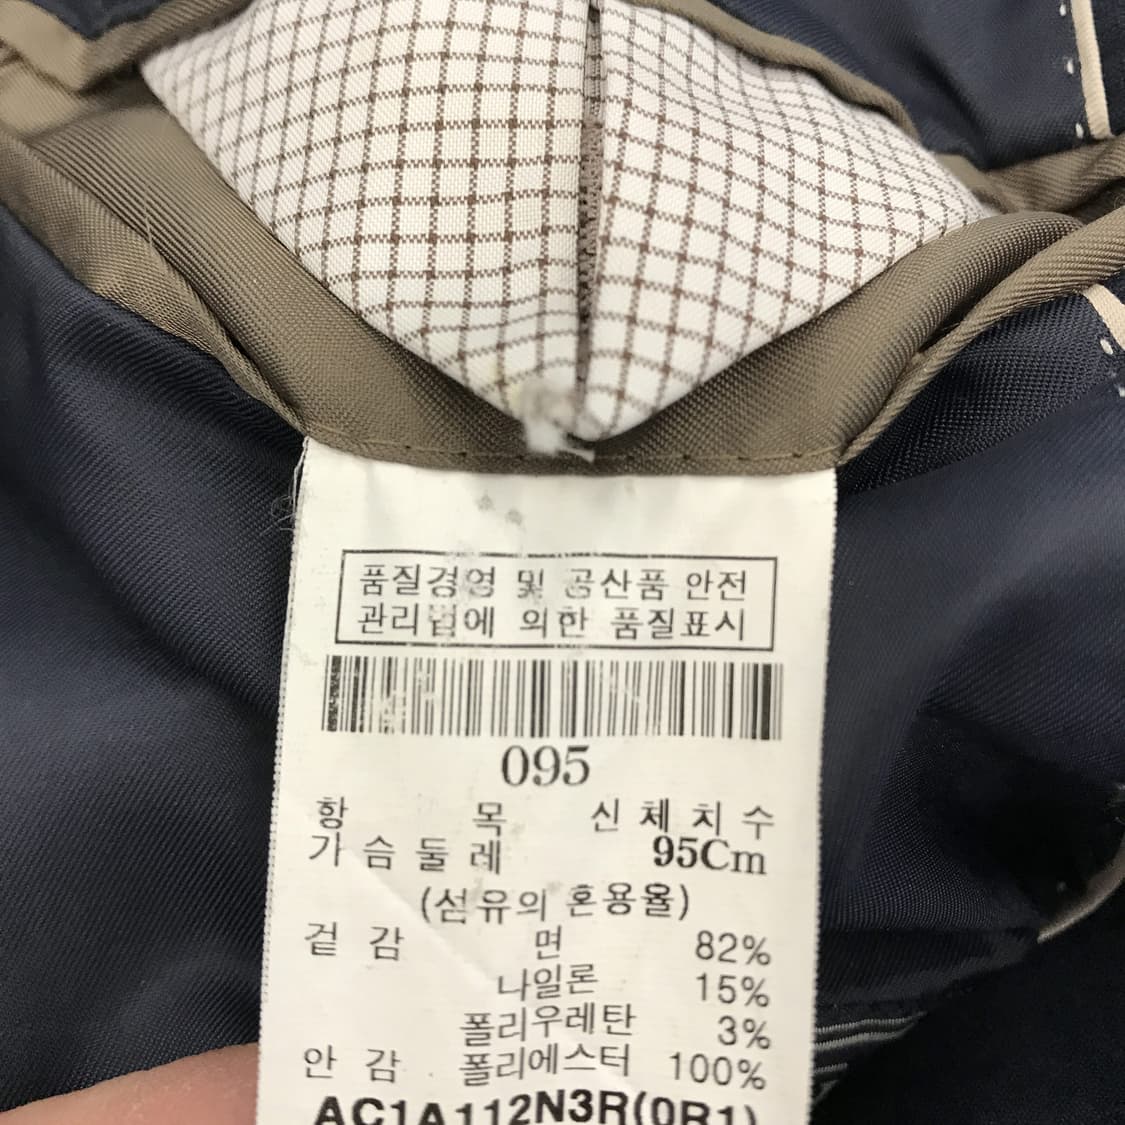 품질경영 및 공산품 안전
관리법에 의한 품질표시
095
항 목 신체치수
가슴둘레 95Cm
(섬유의 혼용율)
겉감 면 82%
나일론 15%
폴리우레탄 3%
안감 폴리에스터 100%
AC1A112N3R(0R1)